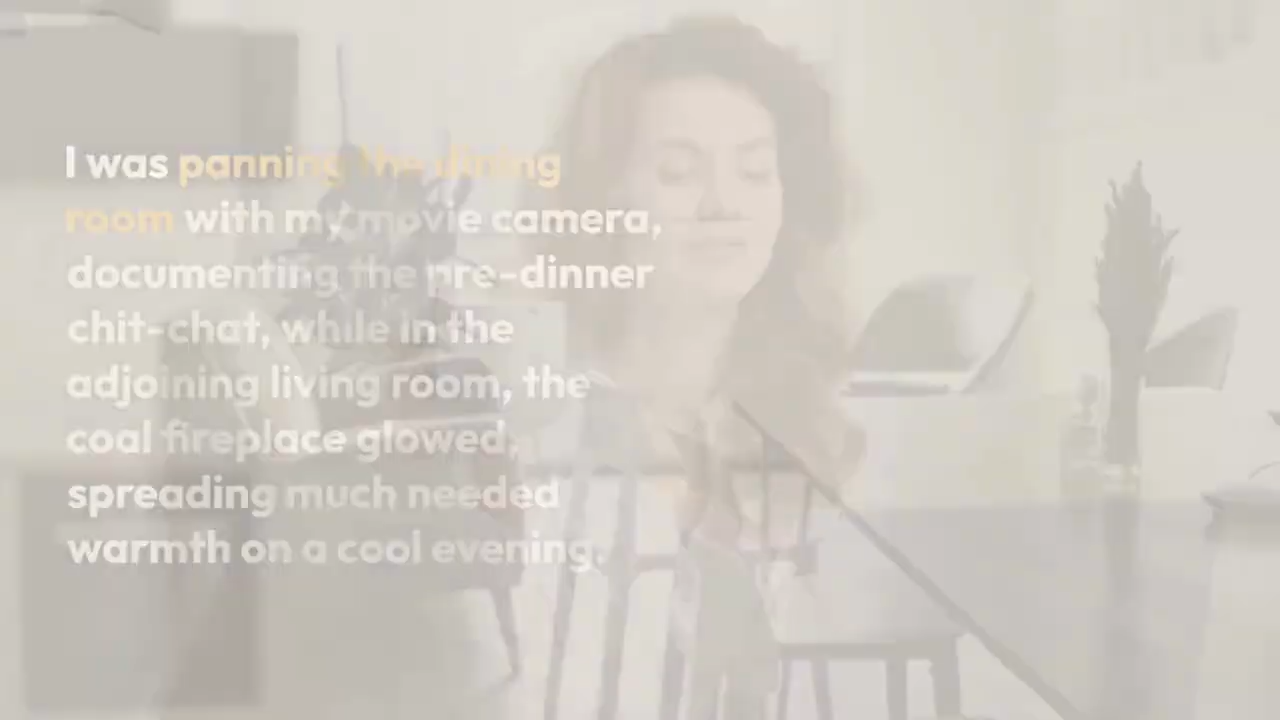 I was panning the dining
room with my movie camera,
documenting the pre-dinner
chit-chat, while in the
adjoining living room, the
coal fireplace glowed,
spreading much needed
warmth on a cool evening.